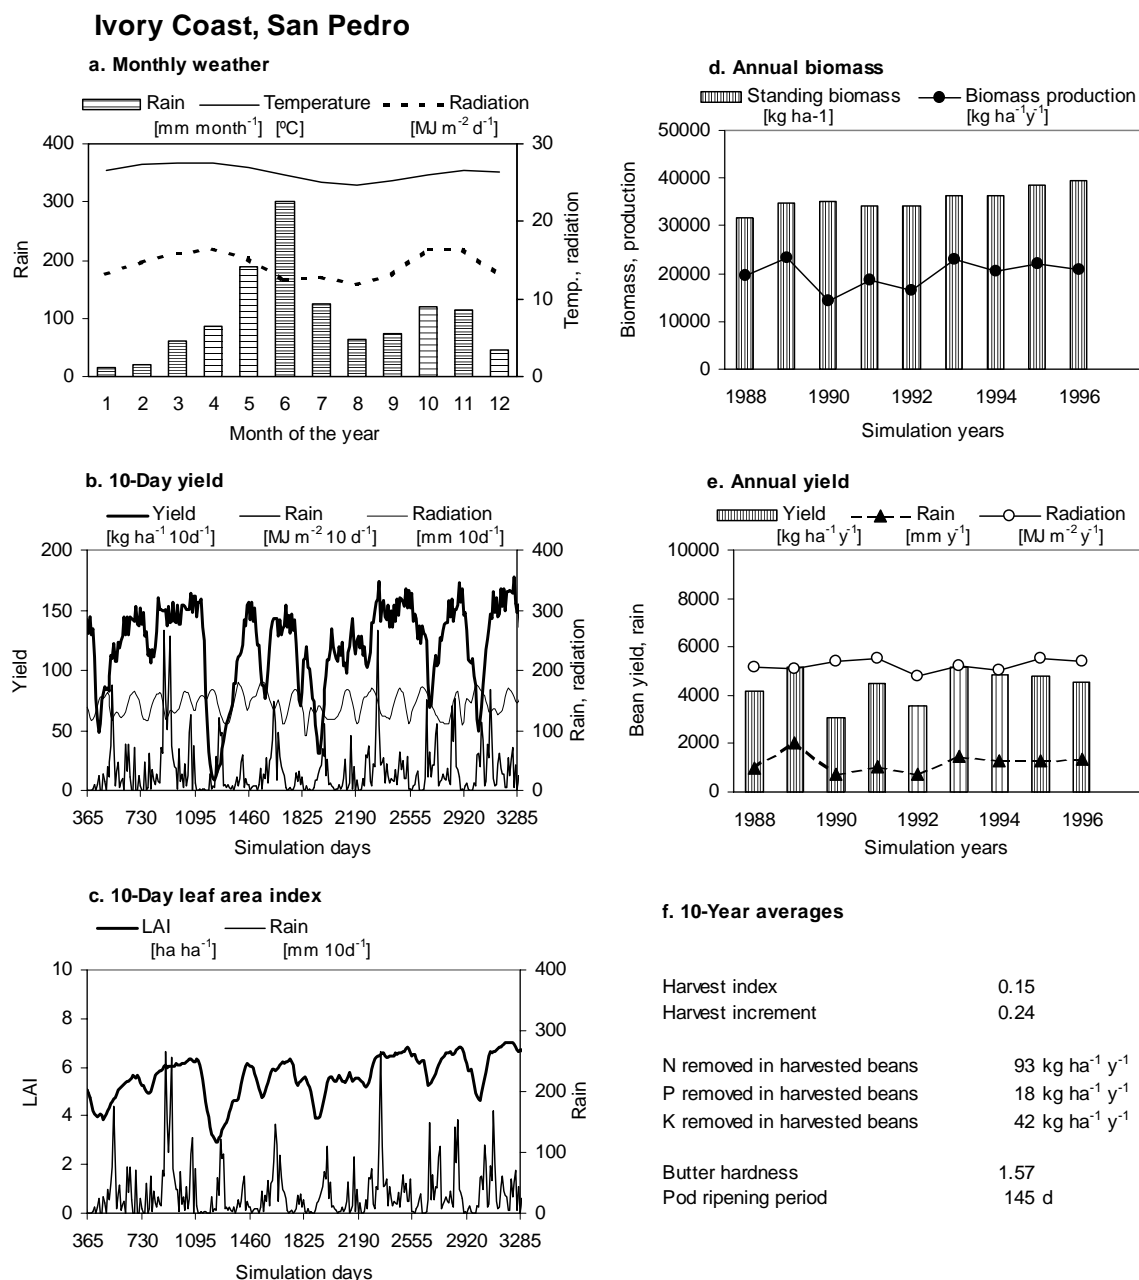 Ivory Coast, San Pedro
a. Monthly weather
Rain Temperature Radiation
[mm month⁻¹] [ºC] [MJ m⁻² d⁻¹]
400
300
200
100
0
Rain
30
20
10
0
Temp., radiation
1 2 3 4 5 6 7 8 9 10 11 12
Month of the year
b. 10-Day yield
Yield Rain Radiation
[kg ha⁻¹ 10d⁻¹] [MJ m⁻² 10 d⁻¹] [mm 10d⁻¹]
200
150
100
50
0
Yield
400
300
200
100
0
Rain, radiation
365 730 1095 1460 1825 2190 2555 2920 3285
Simulation days
c. 10-Day leaf area index
LAI Rain
[ha ha⁻¹] [mm 10d⁻¹]
10
8
6
4
2
0
LAI
400
300
200
100
0
Rain
365 730 1095 1460 1825 2190 2555 2920 3285
Simulation days
d. Annual biomass
Standing biomass Biomass production
[kg ha-1] [kg ha⁻¹y⁻¹]
50000
40000
30000
20000
10000
0
Biomass, production
1988 1990 1992 1994 1996
Simulation years
e. Annual yield
Yield Rain Radiation
[kg ha⁻¹ y⁻¹] [mm y⁻¹] [MJ m⁻² y⁻¹]
10000
8000
6000
4000
2000
0
Bean yield, rain
1988 1990 1992 1994 1996
Simulation years
f. 10-Year averages
Harvest index 0.15
Harvest increment 0.24
N removed in harvested beans 93 kg ha⁻¹ y⁻¹
P removed in harvested beans 18 kg ha⁻¹ y⁻¹
K removed in harvested beans 42 kg ha⁻¹ y⁻¹
Butter hardness 1.57
Pod ripening period 145 d